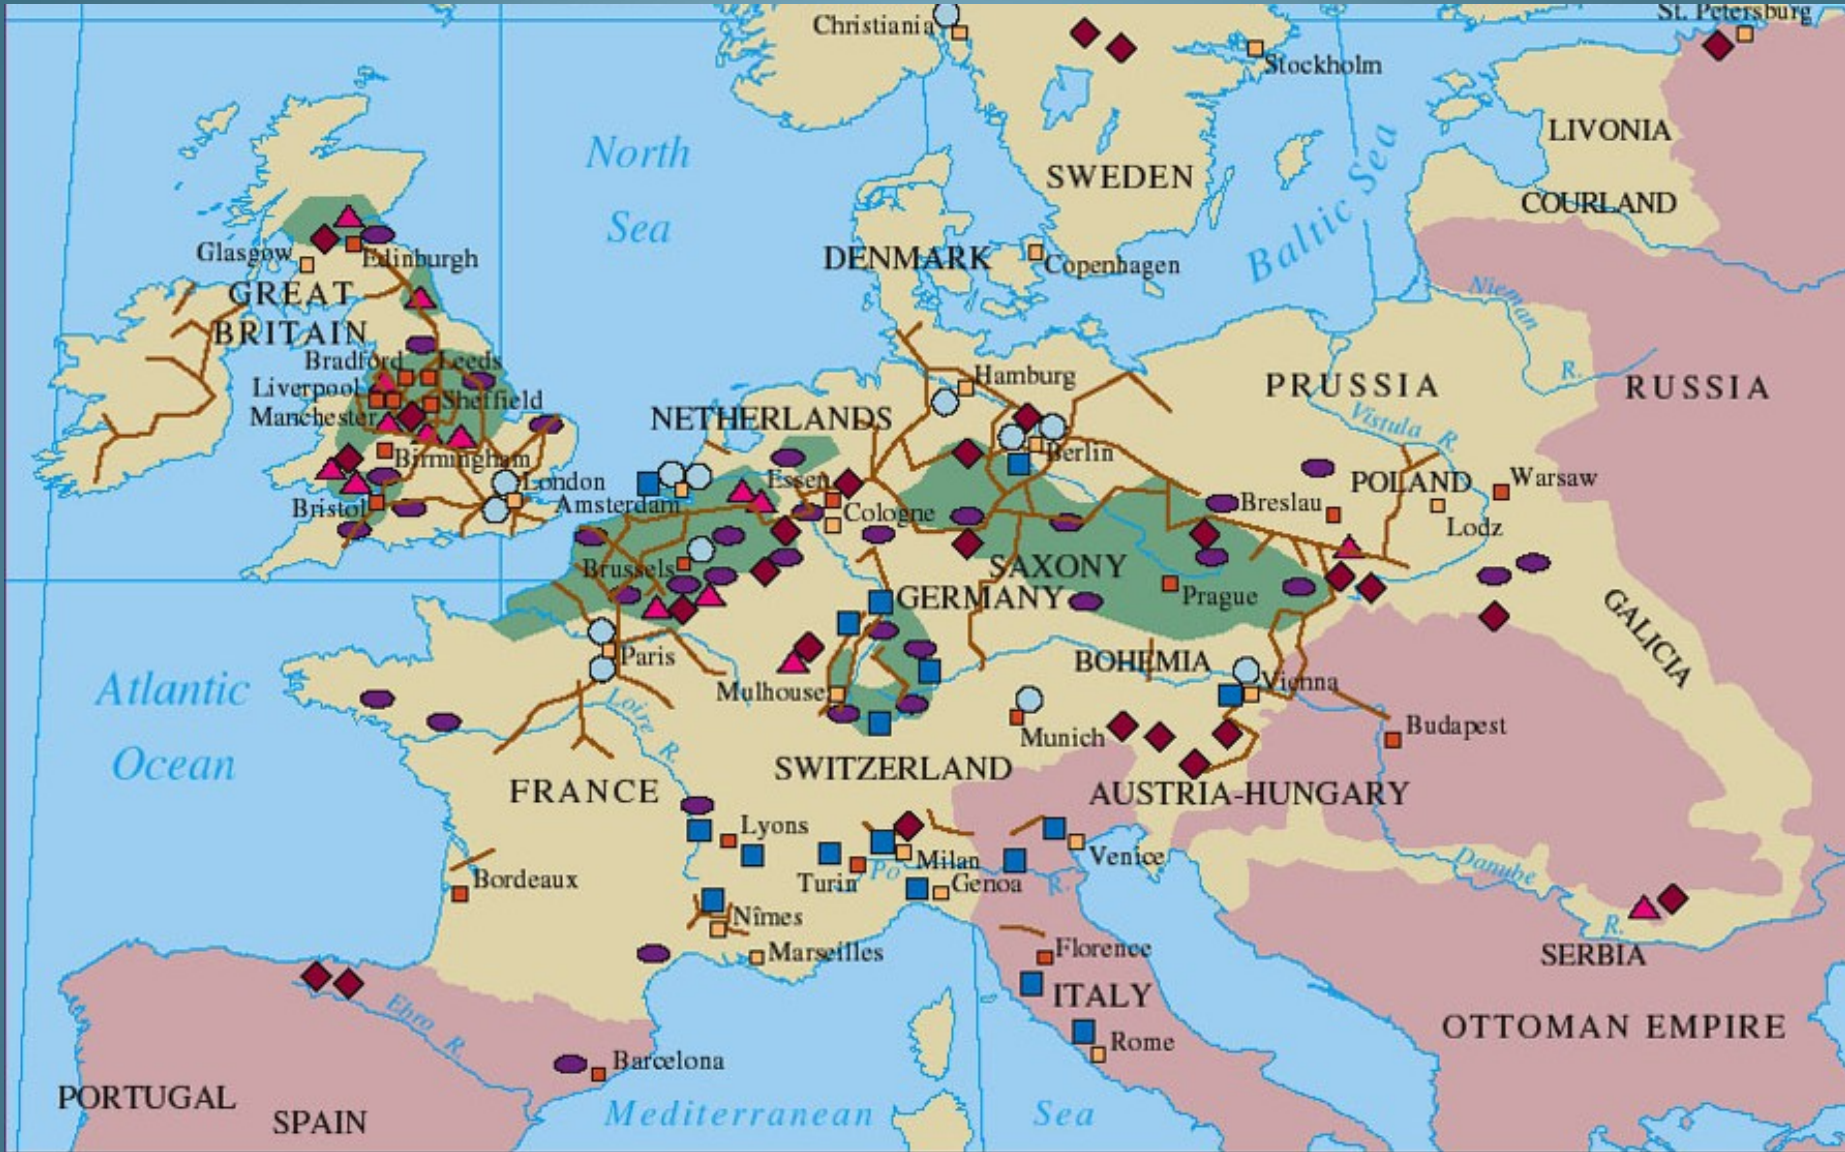 Christiania
St. Petersburg
Stockholm
North
Sea
LIVONIA
SWEDEN
COURLAND
Baltic Sea
Glasgow
Edinburgh
DENMARK
Copenhagen
GREAT
BRITAIN
Nieman
R.
Bradford
Leeds
Liverpool
Manchester
Sheffield
Hamburg
PRUSSIA
RUSSIA
NETHERLANDS
Vistula R.
Birmingham
Berlin
London
Essen
POLAND
Warsaw
Bristol
Amsterdam
Cologne
Breslau
Lodz
Brussels
SAXONY
GERMANY
Prague
GALICIA
Paris
BOHEMIA
Atlantic
Ocean
Mulhouse
Vienna
Loire R.
Munich
Budapest
SWITZERLAND
FRANCE
AUSTRIA-HUNGARY
Lyons
Milan
Venice
Turin
Po
R.
Genoa
Danube
R.
Bordeaux
Nîmes
Marseilles
Florence
SERBIA
ITALY
Ebro R.
OTTOMAN EMPIRE
Rome
Barcelona
PORTUGAL
SPAIN
Mediterranean Sea